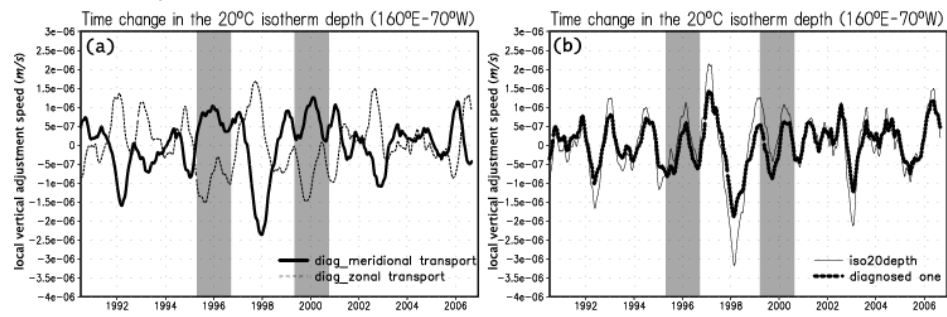 Time change in the 20°C isotherm depth (160°E-70°W)
(a)
local vertical adjustment speed (m/s)
3e-06
2.5e-06
2e-06
1.5e-06
1e-06
5e-07
0
-5e-07
-1e-06
-1.5e-06
-2e-06
-2.5e-06
-3e-06
-3.5e-06
-4e-06
diag_meridional transport
diag_zonal transport
1992 1994 1996 1998 2000 2002 2004 2006
Time change in the 20°C isotherm depth (160°E-70°W)
(b)
local vertical adjustment speed (m/s)
3e-06
2.5e-06
2e-06
1.5e-06
1e-06
5e-07
0
-5e-07
-1e-06
-1.5e-06
-2e-06
-2.5e-06
-3e-06
-3.5e-06
-4e-06
iso20depth
diagnosed one
1992 1994 1996 1998 2000 2002 2004 2006